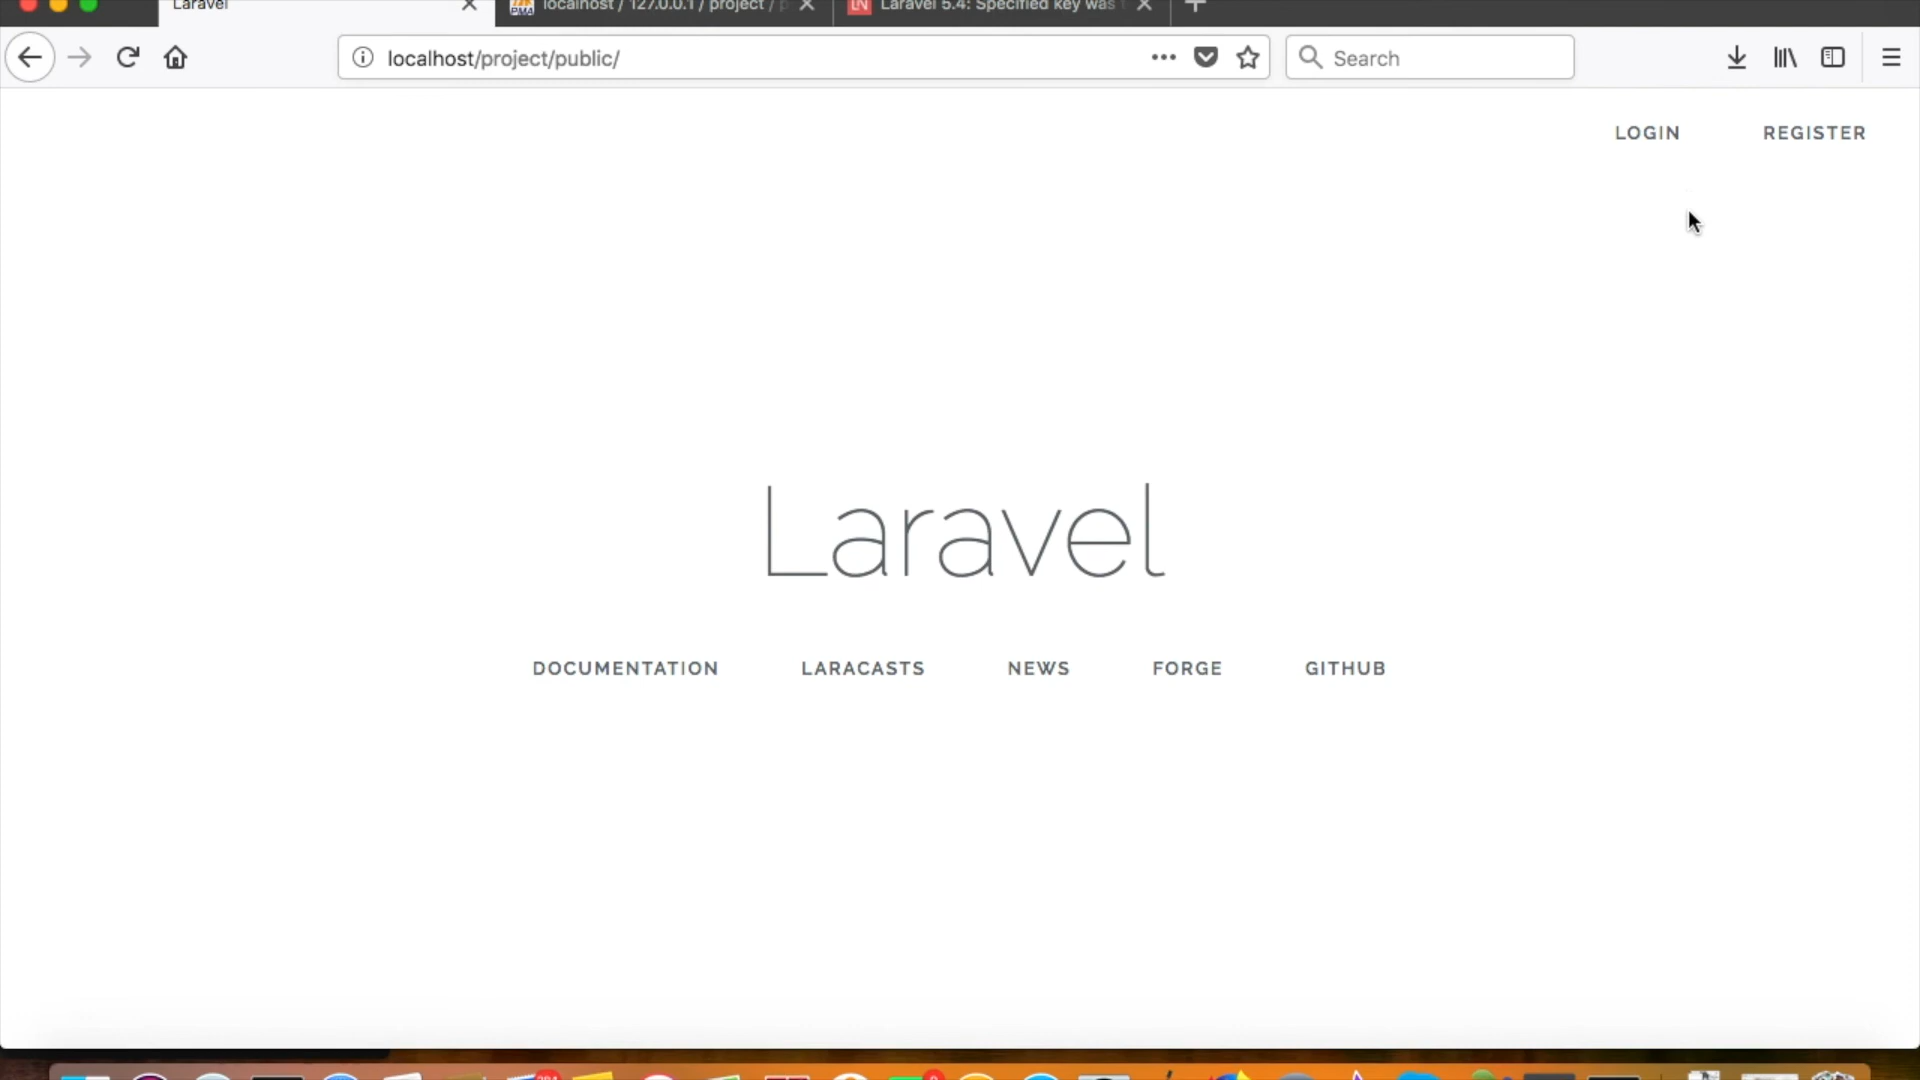 Laravel
localhost / 127.0.0.1 / project / p
Laravel 5.4: Specified key was t
localhost/project/public/
Search
LOGIN
REGISTER
Laravel
DOCUMENTATION
LARACASTS
NEWS
FORGE
GITHUB